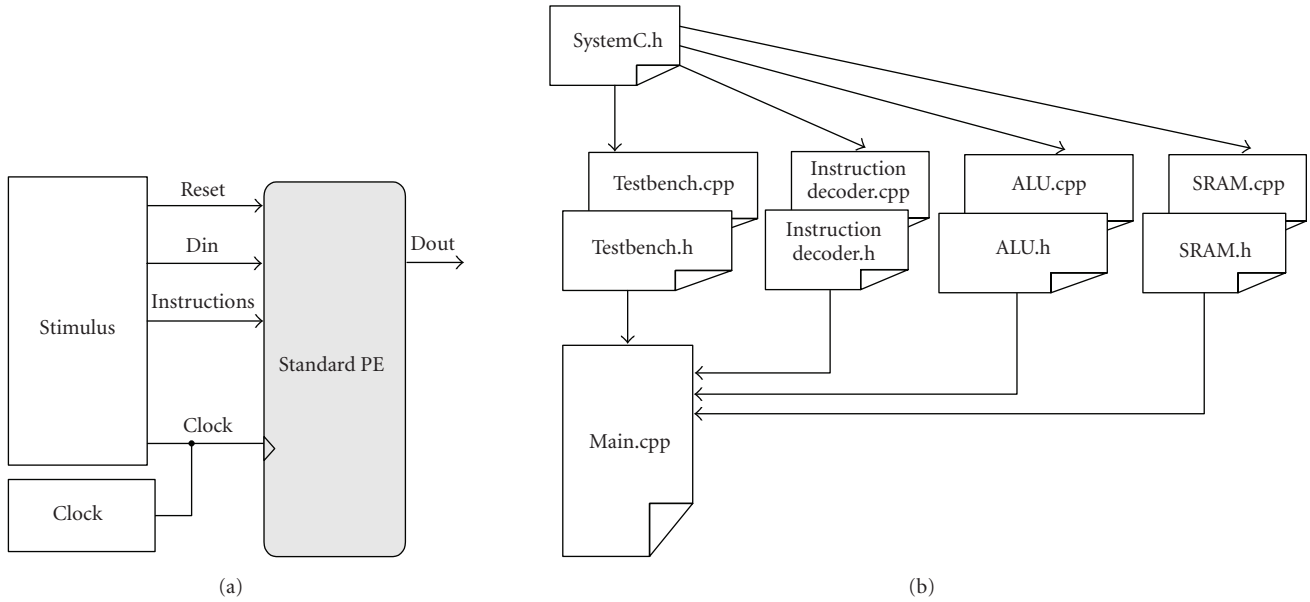 Stimulus
Clock
Reset
Din
Instructions
Clock
Standard PE
Dout
(a)
SystemC.h
Testbench.cpp
Testbench.h
Instruction
decoder.cpp
Instruction
decoder.h
ALU.cpp
ALU.h
SRAM.cpp
SRAM.h
Main.cpp
(b)